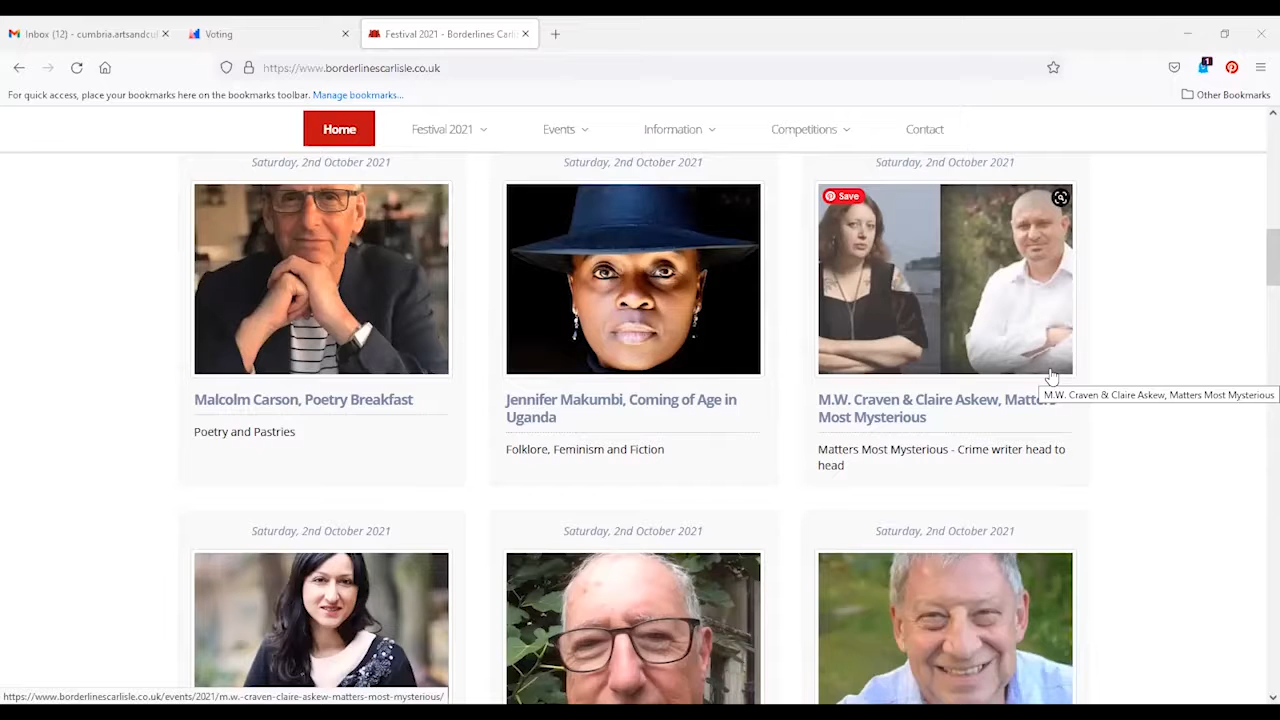 Inbox (12) - cumbria.artsandcul
Voting
Festival 2021 - Borderlines Carli
https://www.borderlinescarlisle.co.uk
1
For quick access, place your bookmarks here on the bookmarks toolbar. Manage bookmarks...
Other Bookmarks
Home
Festival 2021
Events
Information
Competitions
Contact
Saturday, 2nd October 2021
Saturday, 2nd October 2021
Saturday, 2nd October 2021
Save
Malcolm Carson, Poetry Breakfast
Poetry and Pastries
Jennifer Makumbi, Coming of Age in
Uganda
Folklore, Feminism and Fiction
M.W. Craven & Claire Askew, Matters
Most Mysterious
M.W. Craven & Claire Askew, Matters Most Mysterious
Matters Most Mysterious - Crime writer head to
head
Saturday, 2nd October 2021
Saturday, 2nd October 2021
Saturday, 2nd October 2021
https://www.borderlinescarlisle.co.uk/events/2021/m.w.-craven-claire-askew-matters-most-mysterious/